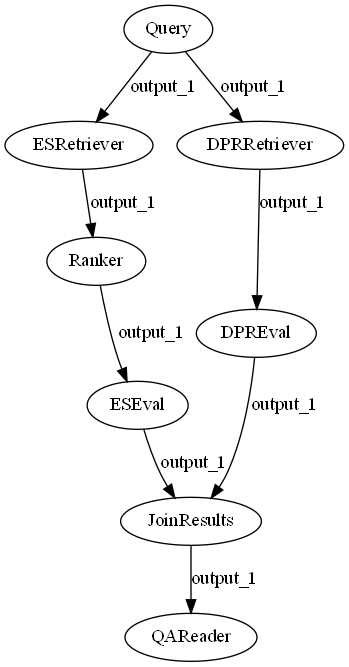 Query
output_1
output_1
ESRetriever
DPRRetriever
output_1
output_1
Ranker
output_1
DPREval
ESEval
output_1
output_1
JoinResults
output_1
QAReader